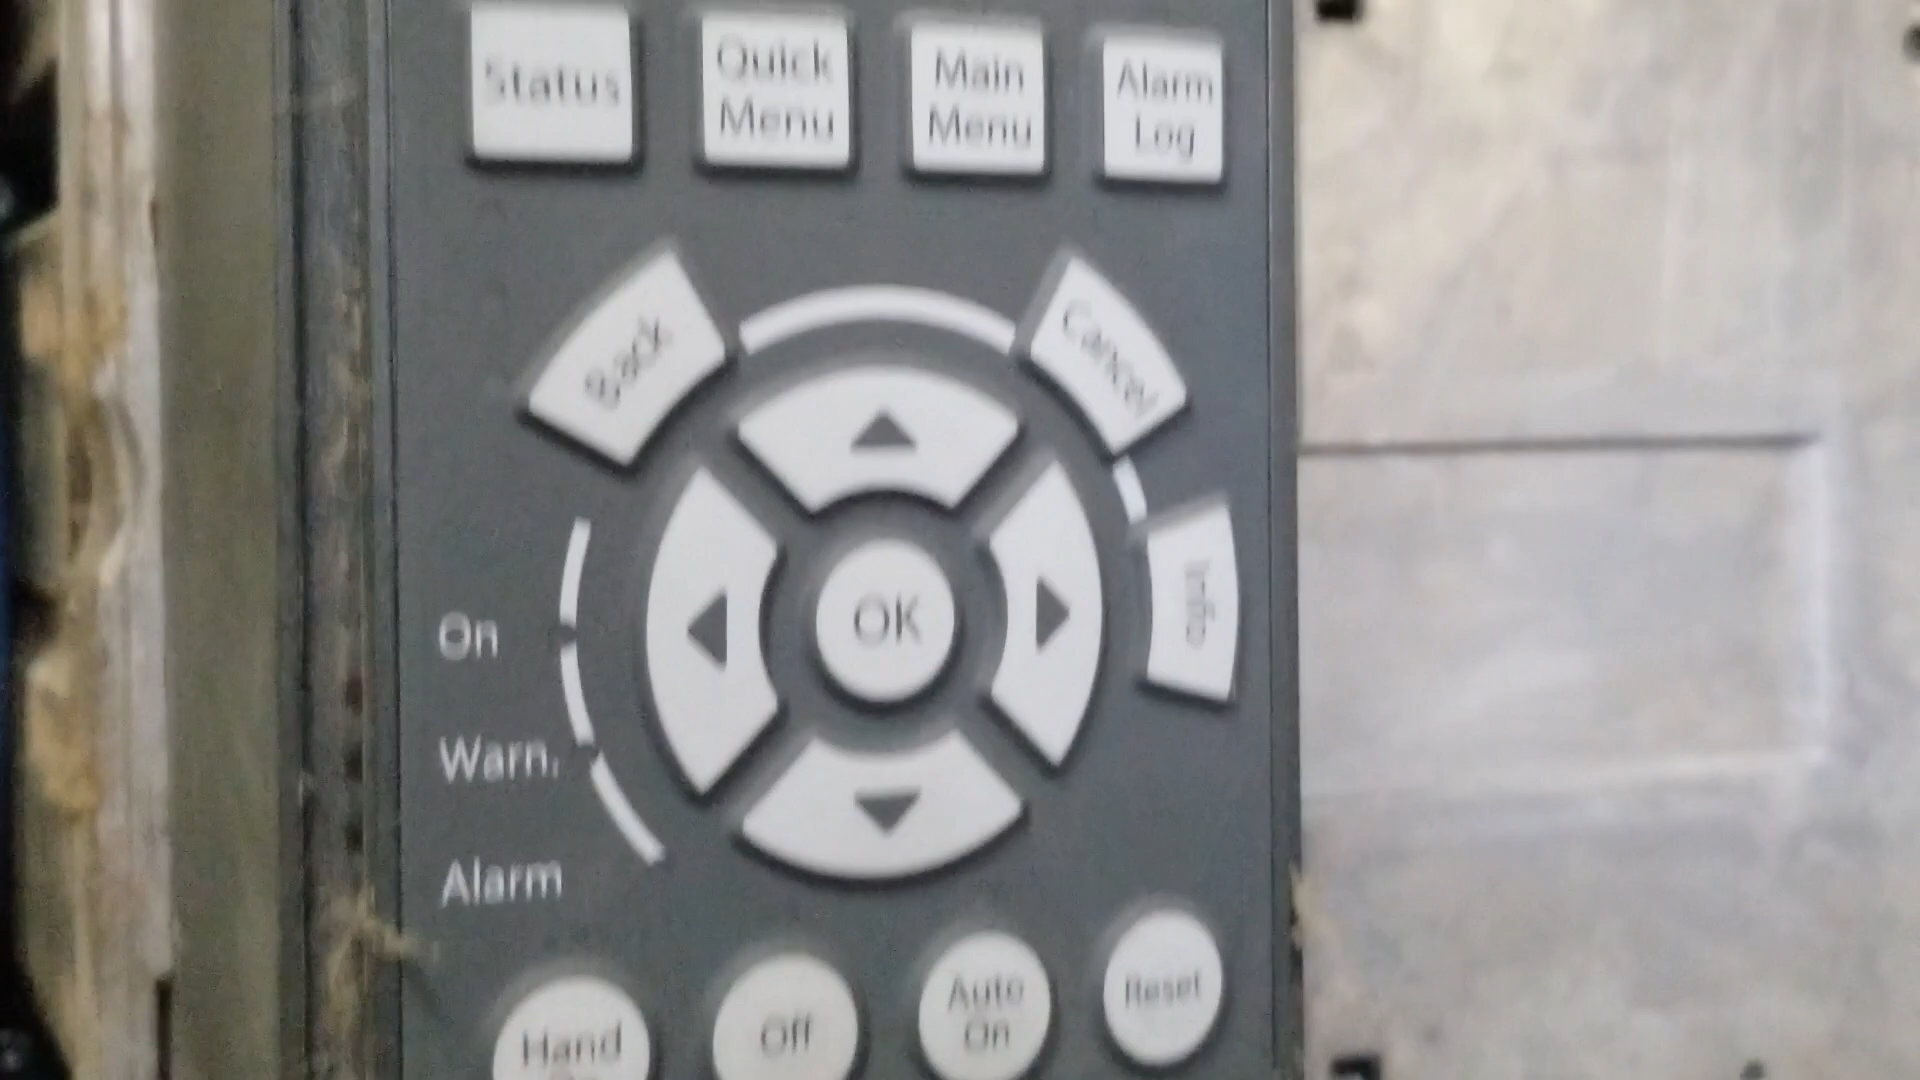 Status
Quick
Menu
Main
Menu
Alarm
Log
Back
Cancel
Info
OK
On
Warn.
Alarm
Hand
Off
Auto
On
Reset